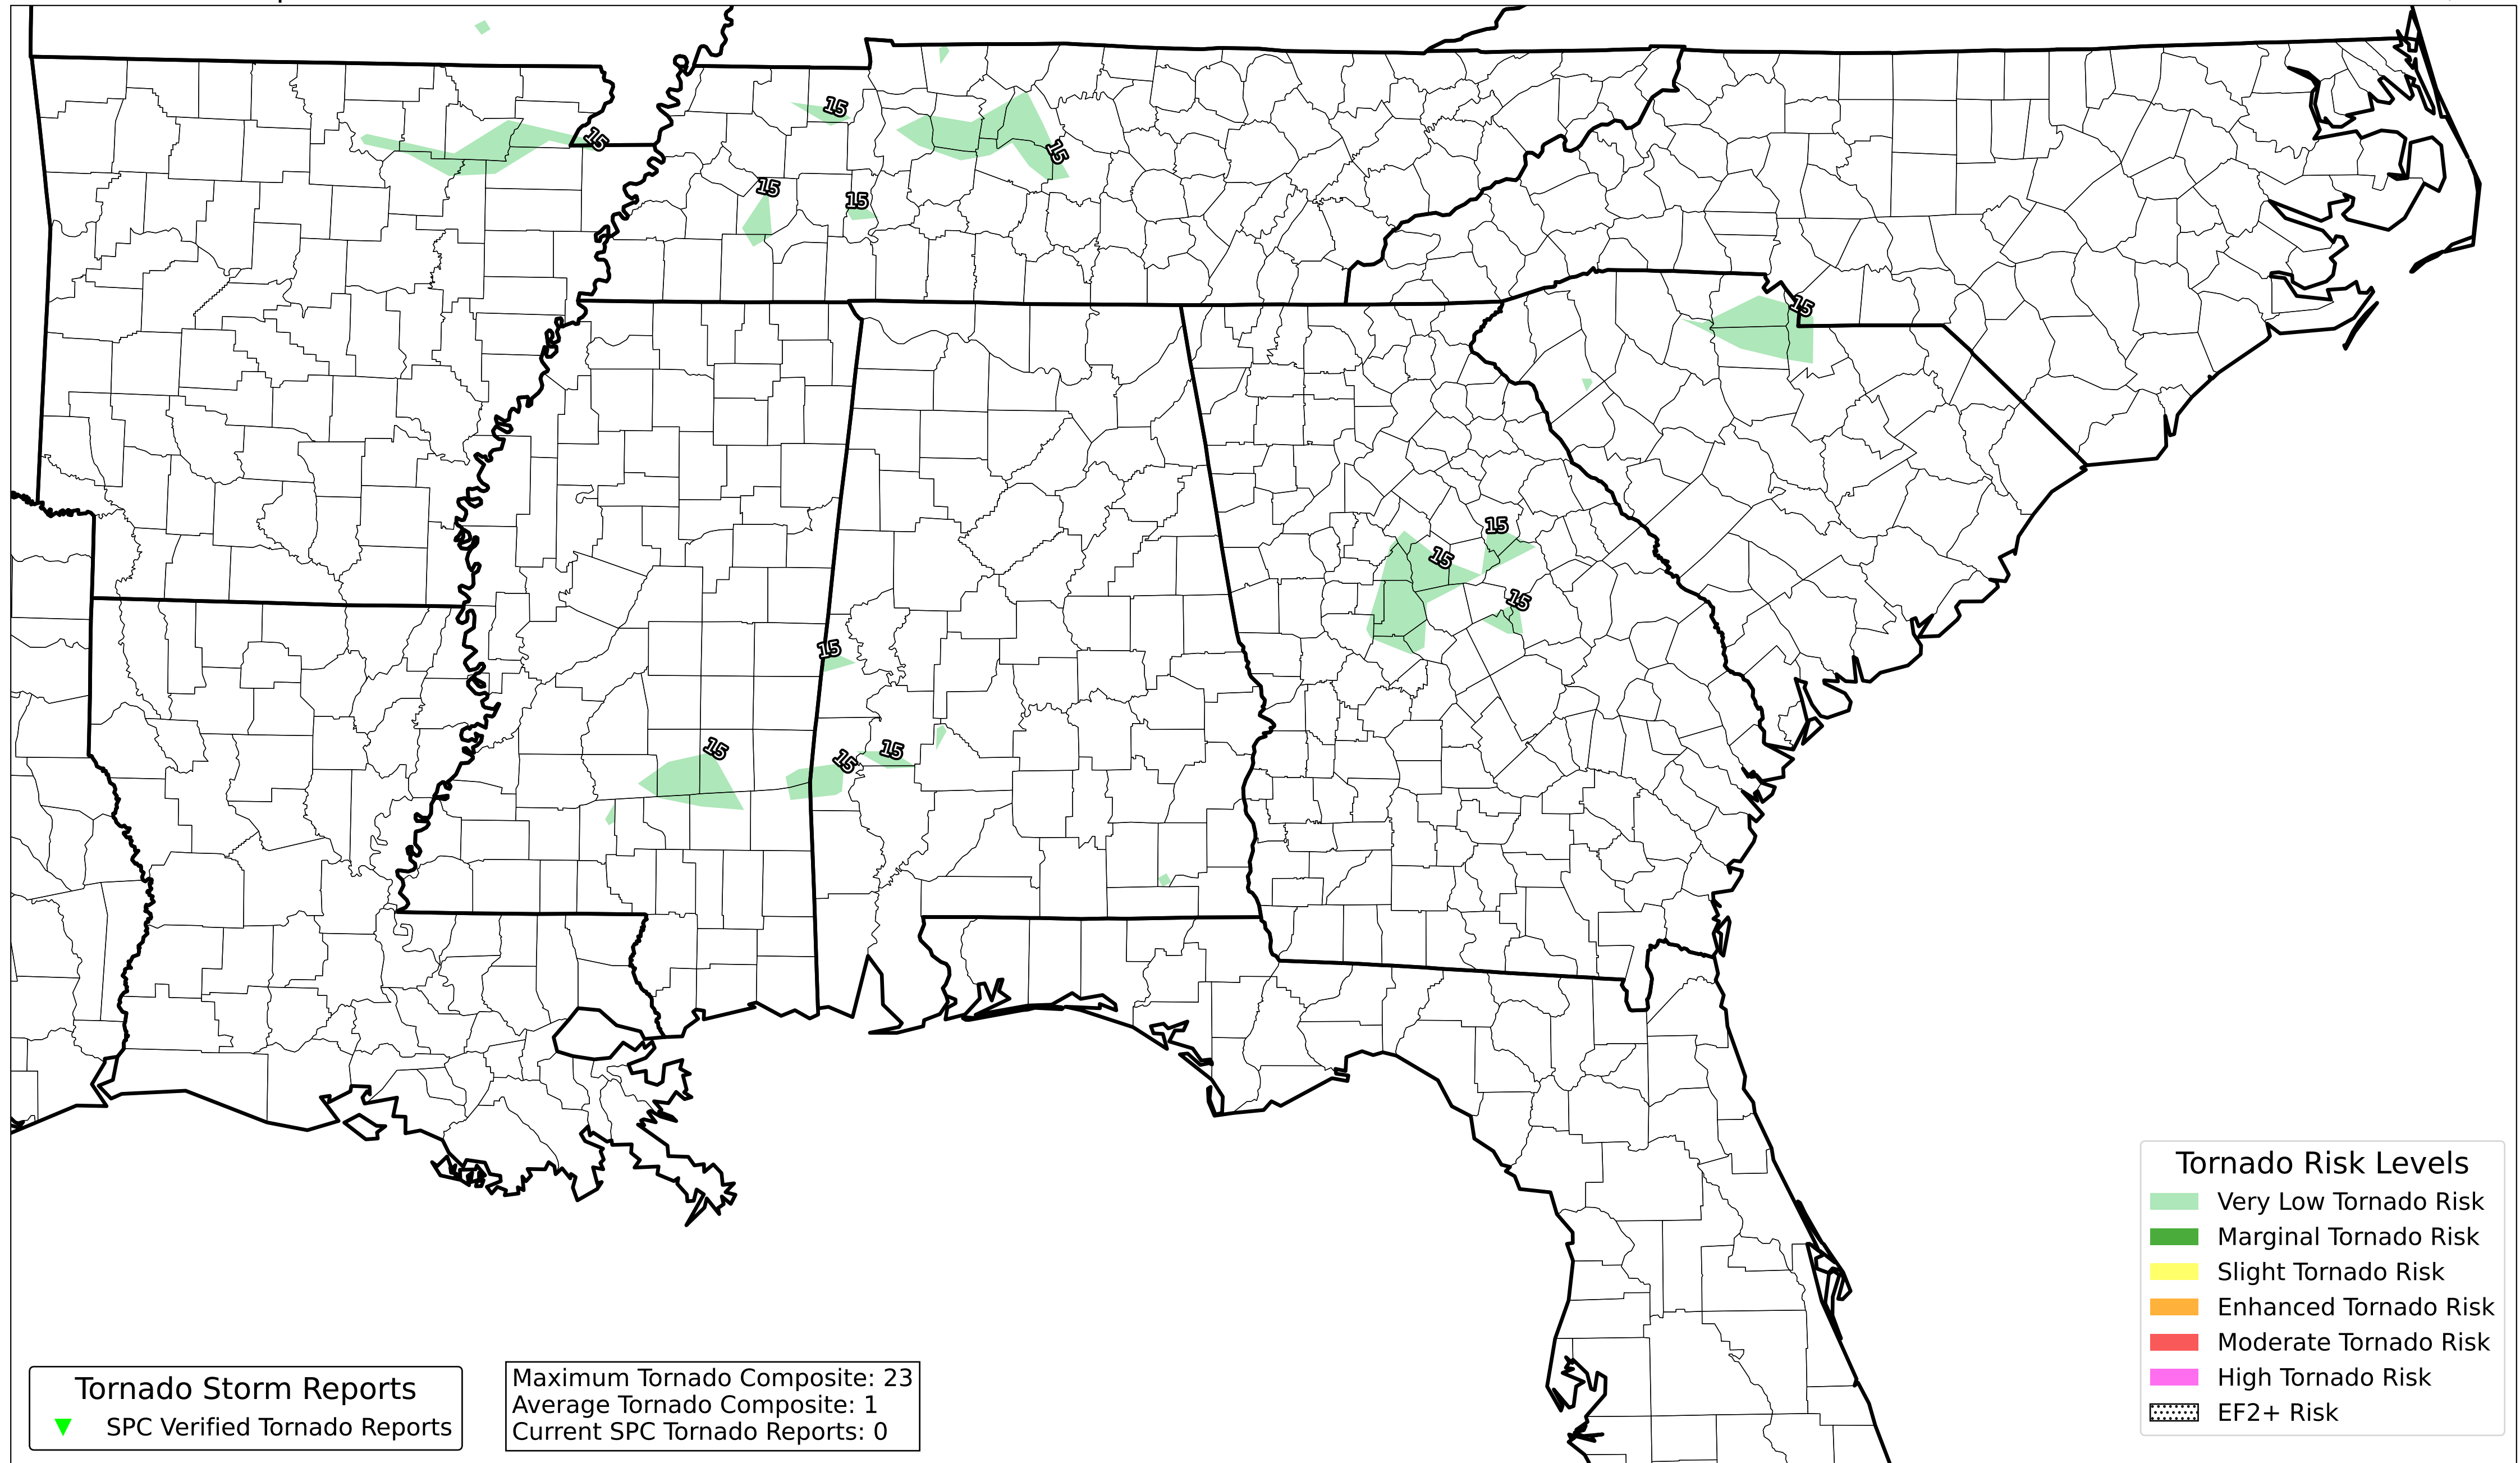 15
15
15
15
15
15
15
15
15
15
15
15
15
Tornado Risk Levels
Very Low Tornado Risk
Marginal Tornado Risk
Slight Tornado Risk
Enhanced Tornado Risk
Moderate Tornado Risk
High Tornado Risk
EF2+ Risk
Tornado Storm Reports
SPC Verified Tornado Reports
Maximum Tornado Composite: 23
Average Tornado Composite: 1
Current SPC Tornado Reports: 0